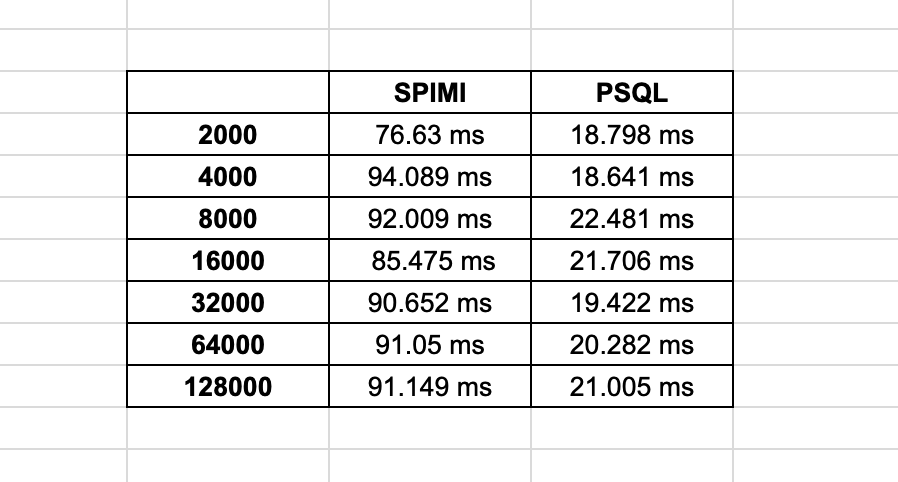 SPIMI PSQL
2000 76.63 ms 18.798 ms
4000 94.089 ms 18.641 ms
8000 92.009 ms 22.481 ms
16000 85.475 ms 21.706 ms
32000 90.652 ms 19.422 ms
64000 91.05 ms 20.282 ms
128000 91.149 ms 21.005 ms